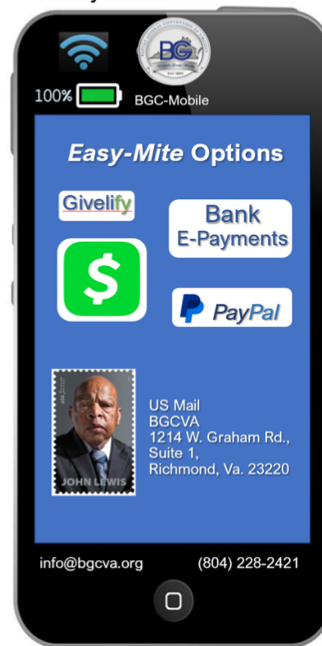 BG
100%
BGC-Mobile
Easy-Mite Options
Givelify
Bank
E-Payments
$
PayPal
JOHN LEWIS
US Mail
BGCVA
1214 W. Graham Rd.,
Suite 1,
Richmond, Va. 23220
info@bgcva.org
(804) 228-2421